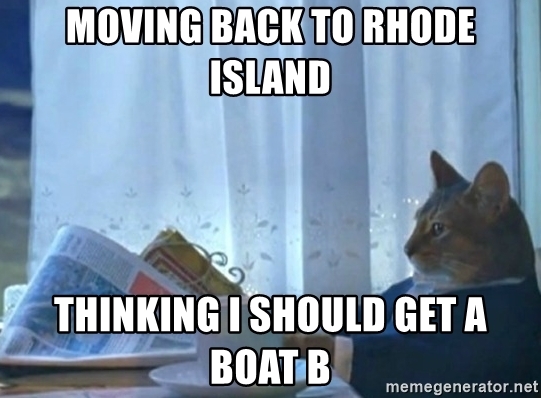 MOVING BACK TO RHODE
ISLAND
THINKING I SHOULD GET A
BOAT B
memegenerator.net